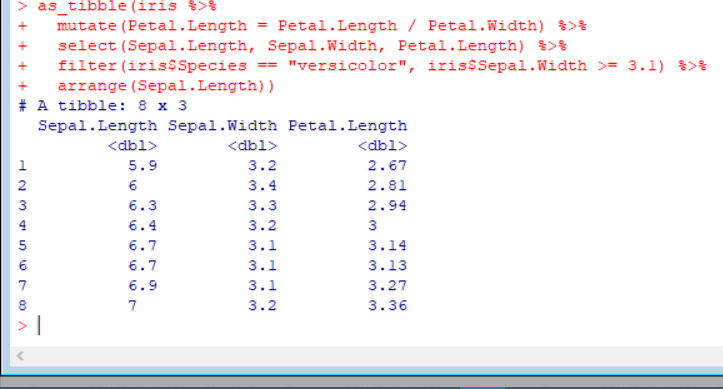 > as_tibble(iris %>%
+   mutate(Petal.Length = Petal.Length / Petal.Width) %>%
+   select(Sepal.Length, Sepal.Width, Petal.Length) %>%
+   filter(iris$Species == "versicolor", iris$Sepal.Width >= 3.1) %>%
+   arrange(Sepal.Length))
# A tibble: 8 x 3
  Sepal.Length Sepal.Width Petal.Length
         <dbl>       <dbl>        <dbl>
1          5.9         3.2         2.67
2          6           3.4         2.81
3          6.3         3.3         2.94
4          6.4         3.2         3
5          6.7         3.1         3.14
6          6.7         3.1         3.13
7          6.9         3.1         3.27
8          7           3.2         3.36
>